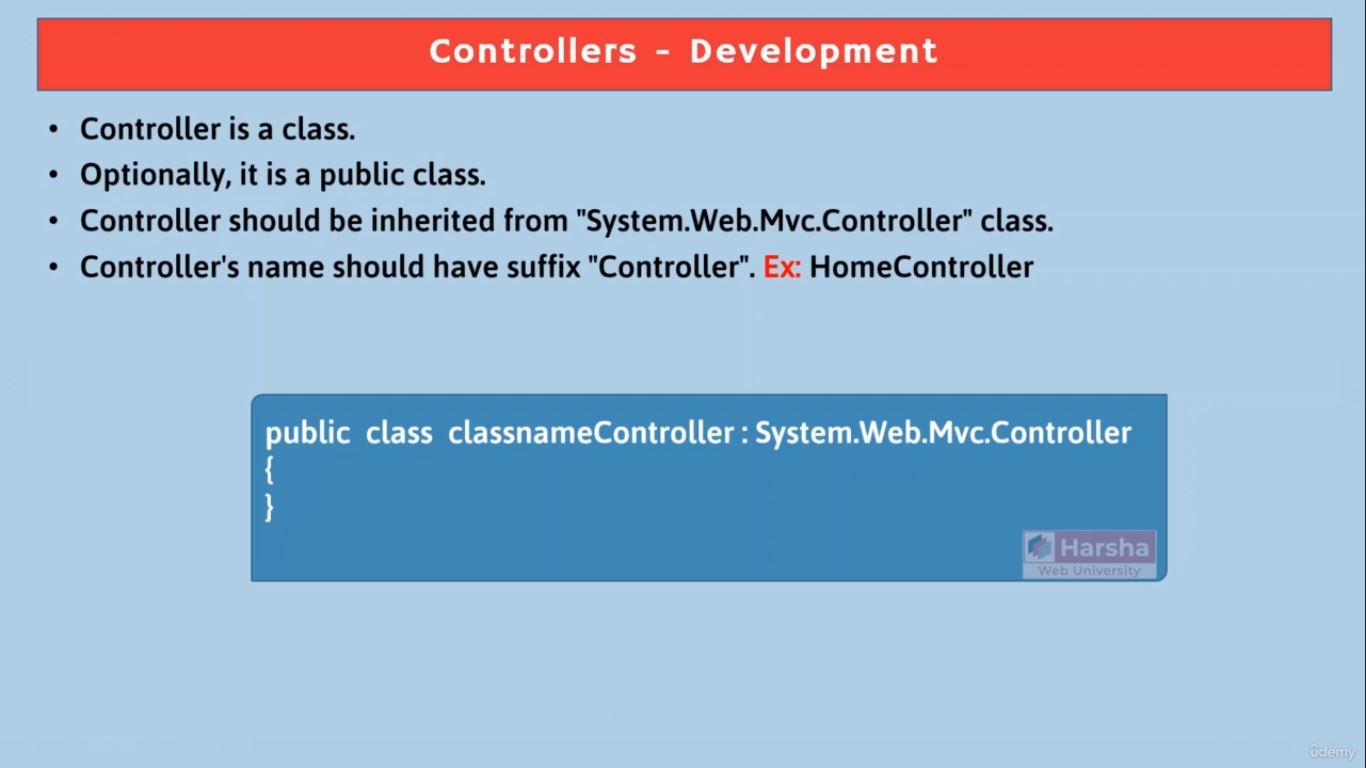 Controllers - Development
• Controller is a class.
• Optionally, it is a public class.
• Controller should be inherited from "System.Web.Mvc.Controller" class.
• Controller's name should have suffix "Controller". Ex: HomeController
public class classnameController : System.Web.Mvc.Controller
{
}
Harsha
Web University
ûdemy